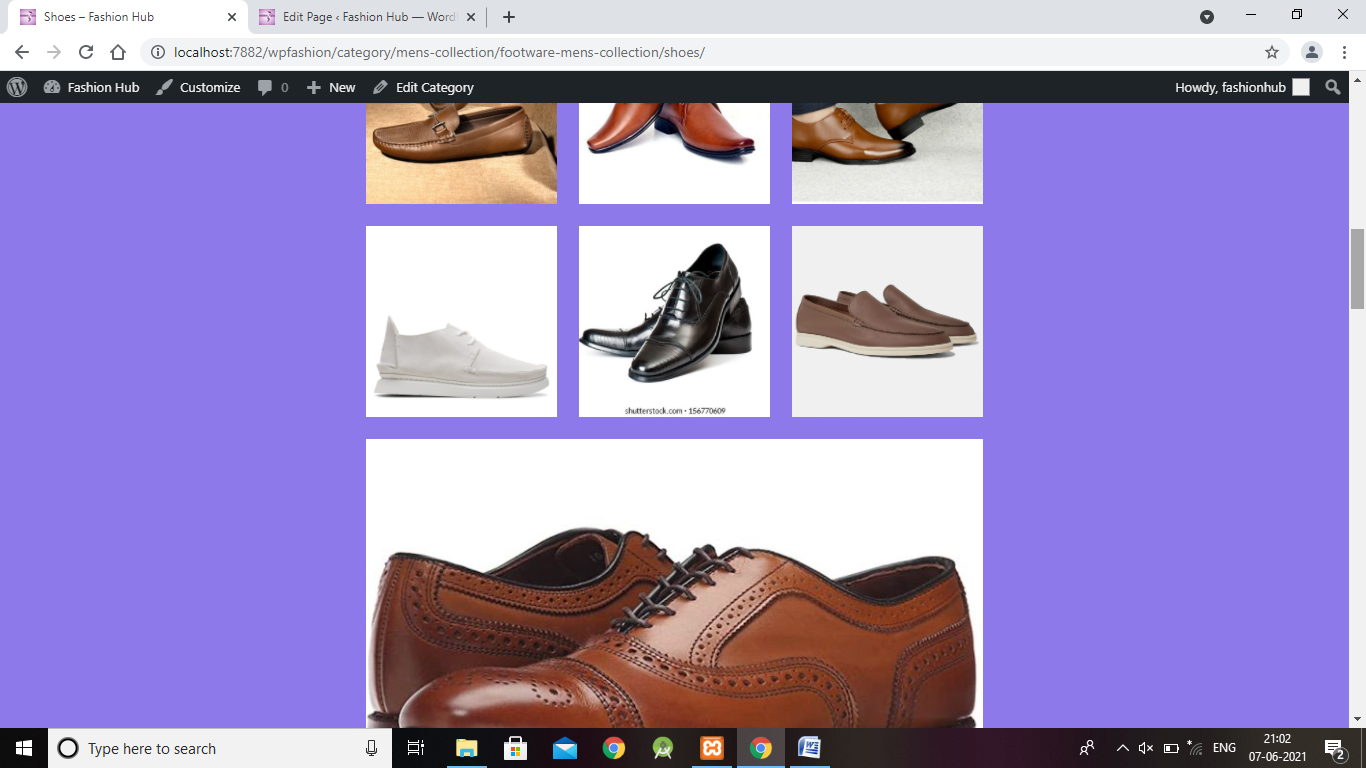 Shoes – Fashion Hub
Edit Page ‹ Fashion Hub — Word
localhost:7882/wpfashion/category/mens-collection/footware-mens-collection/shoes/
Fashion Hub
Customize
0
New
Edit Category
Howdy, fashionhub
shutterstock.com • 156770609
Type here to search
ENG
21:02
07-06-2021
2